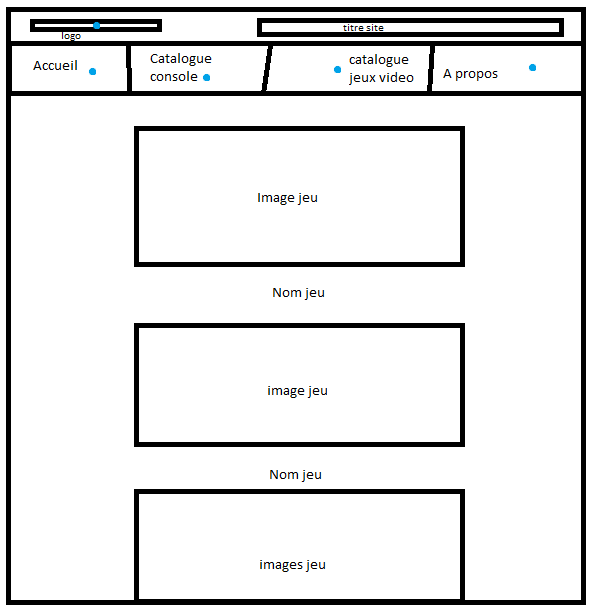 logo
titre site
Accueil
Catalogue
console
catalogue
jeux video
A propos
Image jeu
Nom jeu
image jeu
Nom jeu
images jeu